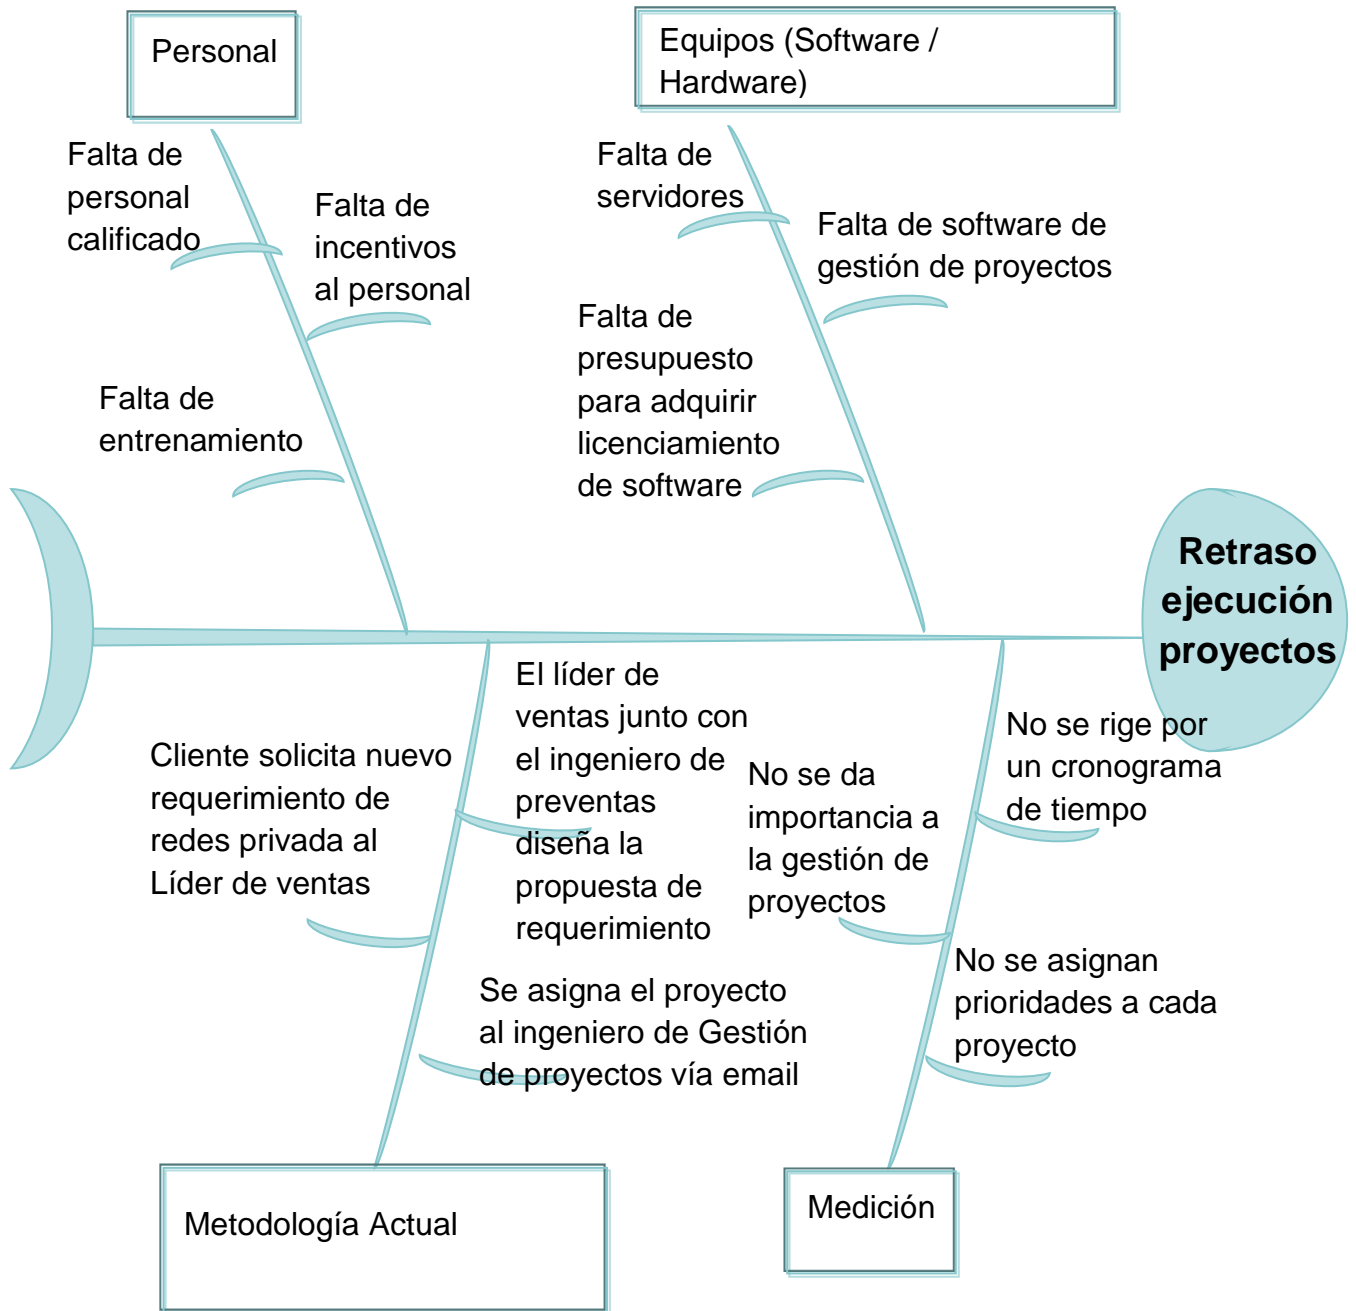 Personal
Equipos (Software /
Hardware)
Falta de
personal
calificado
Falta de
incentivos
al personal
Falta de
entrenamiento
Falta de
servidores
Falta de software de
gestión de proyectos
Falta de
presupuesto
para adquirir
licenciamiento
de software
Retraso
ejecución
proyectos
Cliente solicita nuevo
requerimiento de
redes privada al
Líder de ventas
El líder de
ventas junto con
el ingeniero de
preventas
diseña la
propuesta de
requerimiento
Se asigna el proyecto
al ingeniero de Gestión
de proyectos vía email
No se da
importancia a
la gestión de
proyectos
No se rige por
un cronograma
de tiempo
No se asignan
prioridades a cada
proyecto
Metodología Actual
Medición